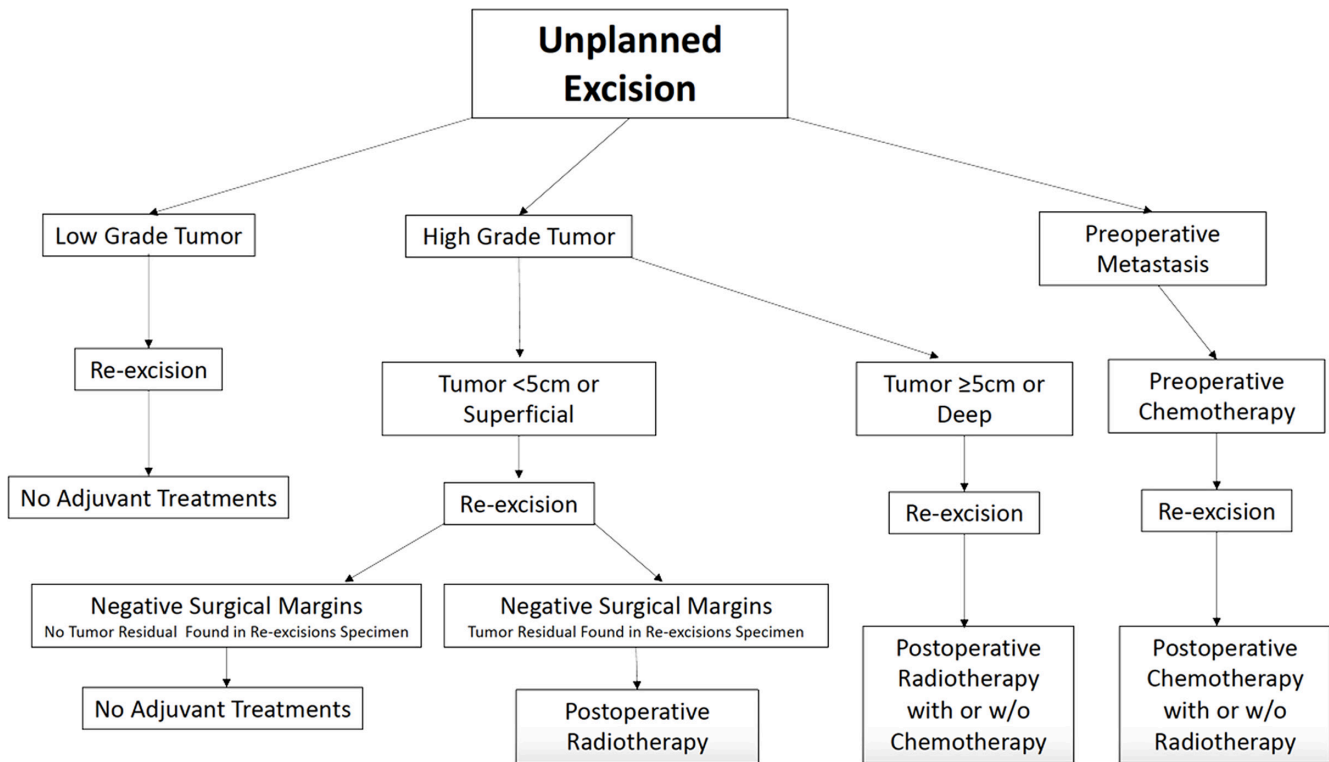 Unplanned
Excision
Low Grade Tumor
High Grade Tumor
Preoperative
Metastasis
Re-excision
Tumor <5cm or
Superficial
Tumor ≥5cm or
Deep
Preoperative
Chemotherapy
No Adjuvant Treatments
Re-excision
Re-excision
Re-excision
Negative Surgical Margins
No Tumor Residual Found in Re-excisions Specimen
Negative Surgical Margins
Tumor Residual Found in Re-excisions Specimen
Postoperative
Radiotherapy
with or w/o
Chemotherapy
Postoperative
Chemotherapy
with or w/o
Radiotherapy
No Adjuvant Treatments
Postoperative
Radiotherapy